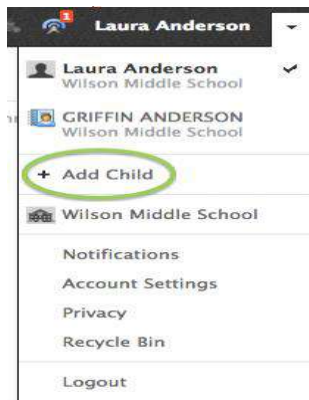 1
Laura Anderson
Laura Anderson
Wilson Middle School
GRIFFIN ANDERSON
Wilson Middle School
+ Add Child
Wilson Middle School
Notifications
Account Settings
Privacy
Recycle Bin
Logout